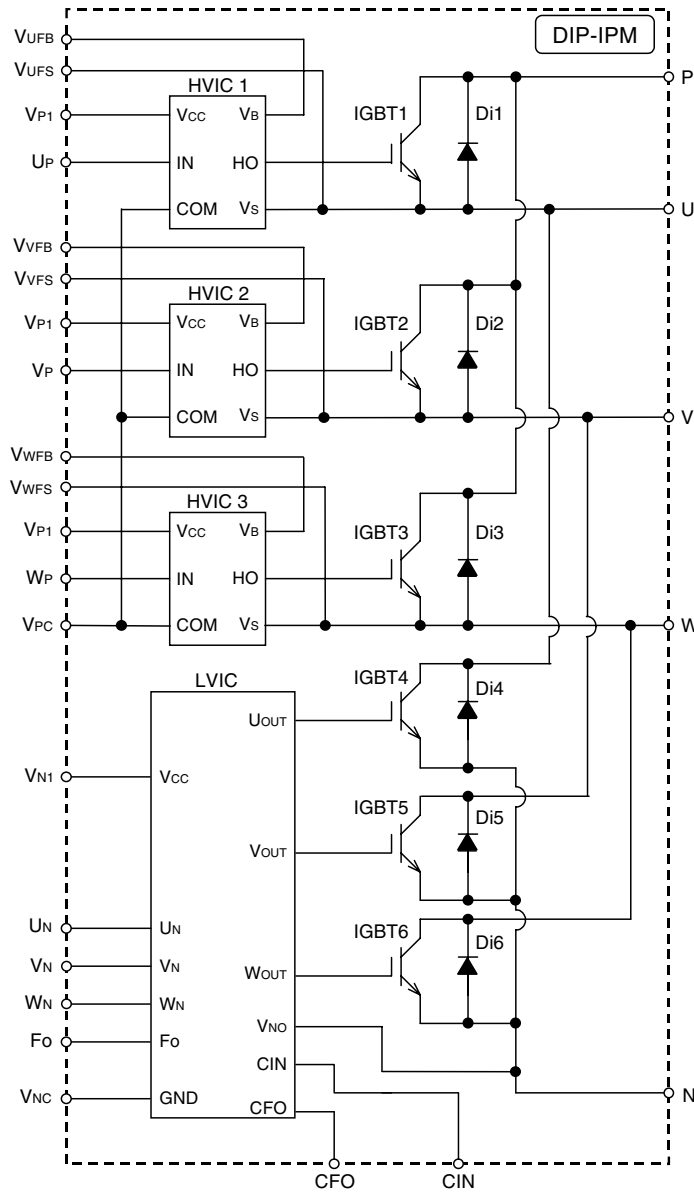 DIP-IPM
VUFB
VUFS
HVIC 1
P
VP1
VCC
VB
IGBT1
Di1
UP
IN
HO
COM
VS
U
VVFB
VVFS
HVIC 2
VP1
VCC
VB
IGBT2
Di2
VP
IN
HO
COM
VS
V
VWFB
VWFS
HVIC 3
VP1
VCC
VB
IGBT3
Di3
WP
IN
HO
VPC
COM
VS
W
LVIC
IGBT4
Di4
UOUT
VN1
VCC
IGBT5
Di5
VOUT
UN
UN
IGBT6
Di6
VN
VN
WOUT
WN
WN
VNO
Fo
Fo
CIN
VNC
GND
CFO
N
CFO
CIN